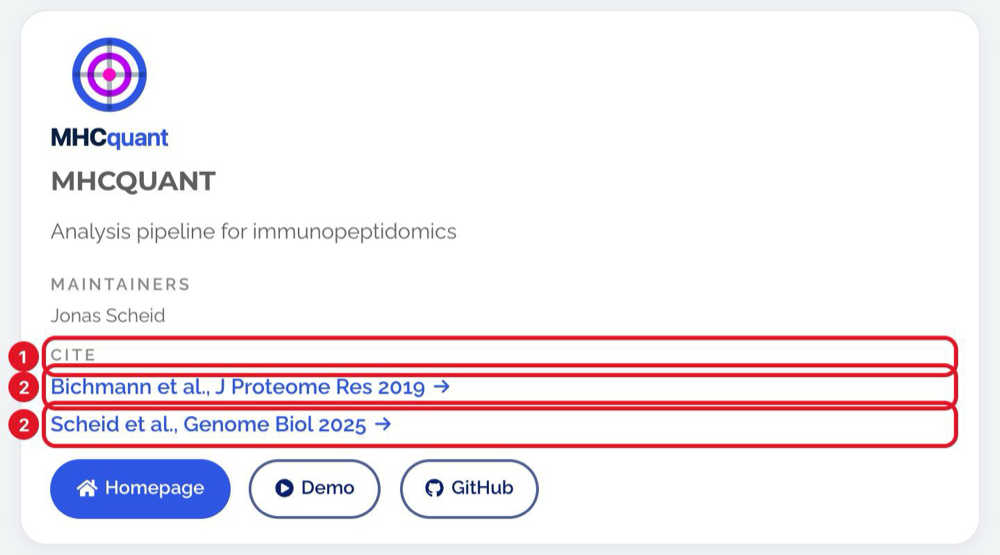 MHCquant
MHCQUANT
Analysis pipeline for immunopeptidomics
MAINTAINERS
Jonas Scheid
1 CITE
2 Bichmann et al., J Proteome Res 2019 →
2 Scheid et al., Genome Biol 2025 →
Homepage Demo GitHub